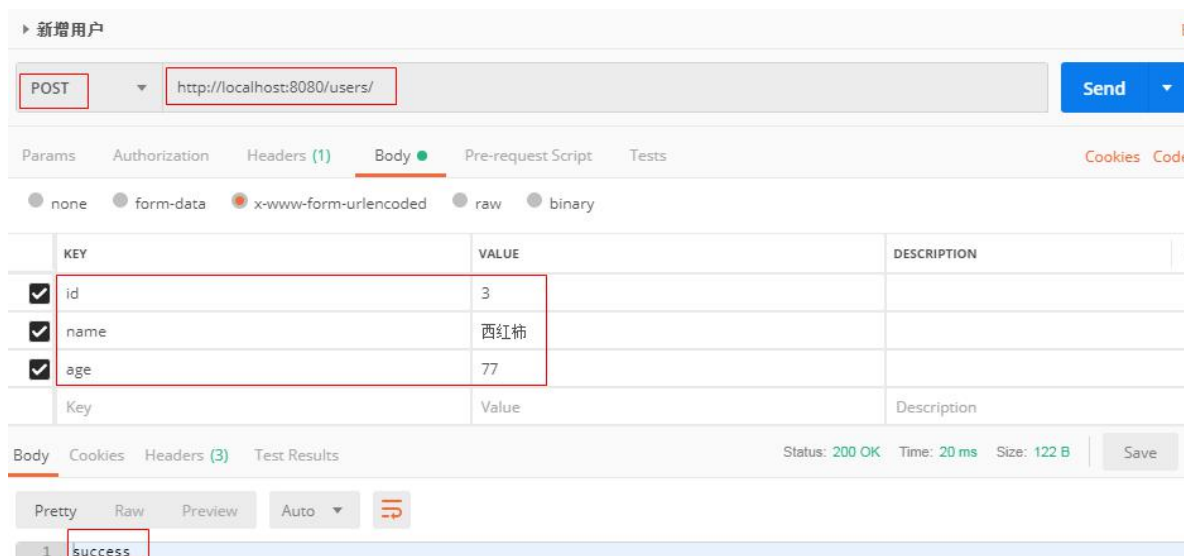 新增用户
POST http://localhost:8080/users/ Send
Params Authorization Headers (1) Body Pre-request Script Tests Cookies Code
none form-data x-www-form-urlencoded raw binary
KEY VALUE DESCRIPTION
id 3
name 西红柿
age 77
Key Value Description
Body Cookies Headers (3) Test Results Status: 200 OK Time: 20 ms Size: 122 B Save
Pretty Raw Preview Auto
1 success